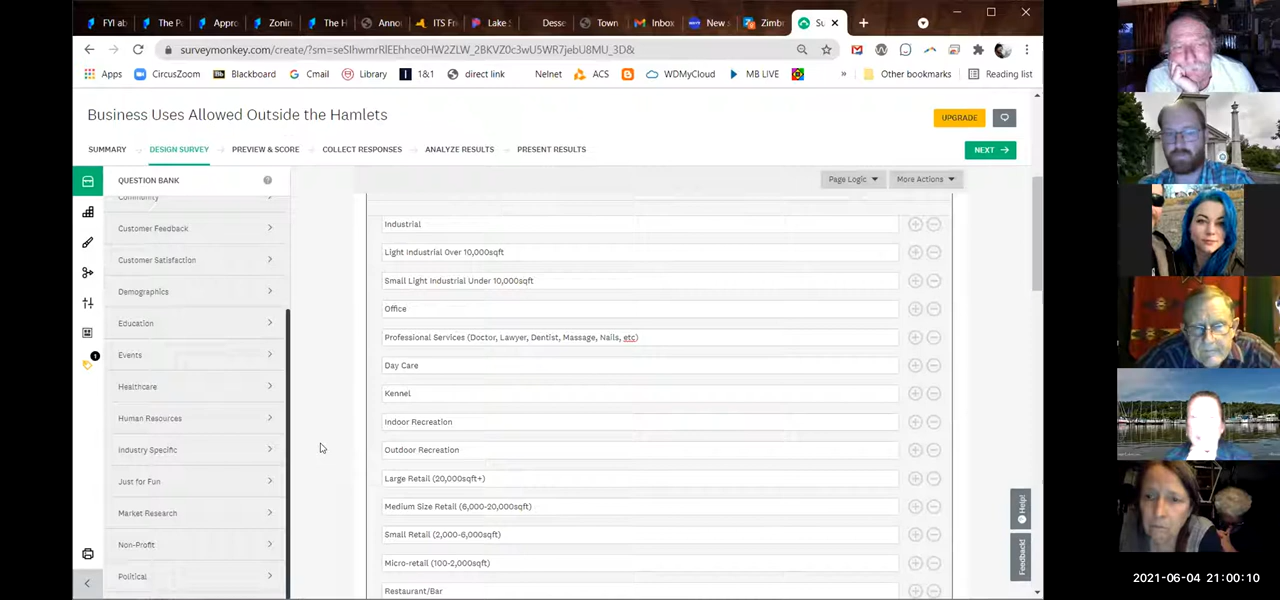 FYI ab
The Po
Appro
Zonin
The H
Anno
ITS Fr
Lake
Desse
Town
Inbox
New
Zimbr
Su
surveymonkey.com/create/?sm=seSIhwmrRIEEhhce0HW2ZLW_2BKVZ0c3wU5WR7jebU8MU_3D&
Apps
CircusZoom
Blackboard
Gmail
Library
1&1
direct link
Nelnet
ACS
WDMyCloud
MB LIVE
»
Other bookmarks
Reading list
Business Uses Allowed Outside the Hamlets
UPGRADE
SUMMARY
DESIGN SURVEY
PREVIEW & SCORE
COLLECT RESPONSES
ANALYZE RESULTS
PRESENT RESULTS
NEXT →
QUESTION BANK
Page Logic
More Actions
Community
Customer Feedback
Customer Satisfaction
Demographics
Education
Events
Healthcare
Human Resources
Industry Specific
Just for Fun
Market Research
Non-Profit
Political
1
Industrial
Light Industrial Over 10,000sqft
Small Light Industrial Under 10,000sqft
Office
Professional Services (Doctor, Lawyer, Dentist, Massage, Nails, etc)
Day Care
Kennel
Indoor Recreation
Outdoor Recreation
Large Retail (20,000sqft+)
Medium Size Retail (6,000-20,000sqft)
Small Retail (2,000-6,000sqft)
Micro-retail (100-2,000sqft)
Restaurant/Bar
Help!
Feedback!
2021-06-04 21:00:10